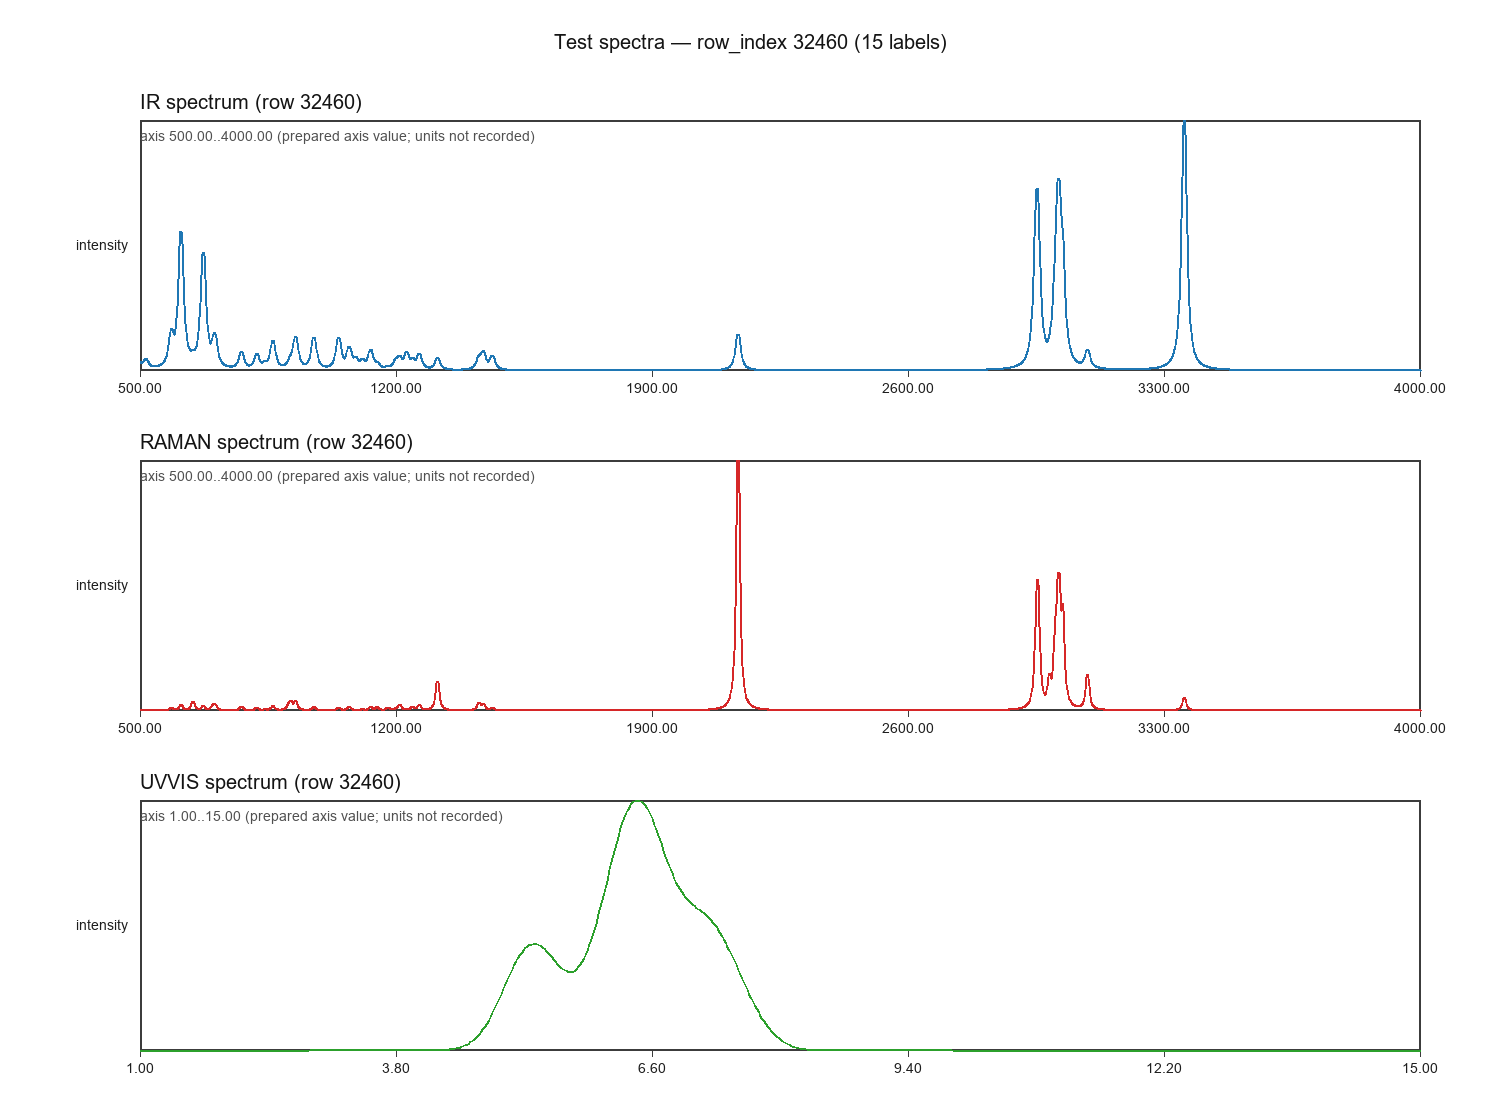 Test spectra — row_index 32460 (15 labels)
IR spectrum (row 32460)
axis 500.00..4000.00 (prepared axis value; units not recorded)
intensity
500.00 1200.00 1900.00 2600.00 3300.00 4000.00
RAMAN spectrum (row 32460)
axis 500.00..4000.00 (prepared axis value; units not recorded)
intensity
500.00 1200.00 1900.00 2600.00 3300.00 4000.00
UVVIS spectrum (row 32460)
axis 1.00..15.00 (prepared axis value; units not recorded)
intensity
1.00 3.80 6.60 9.40 12.20 15.00